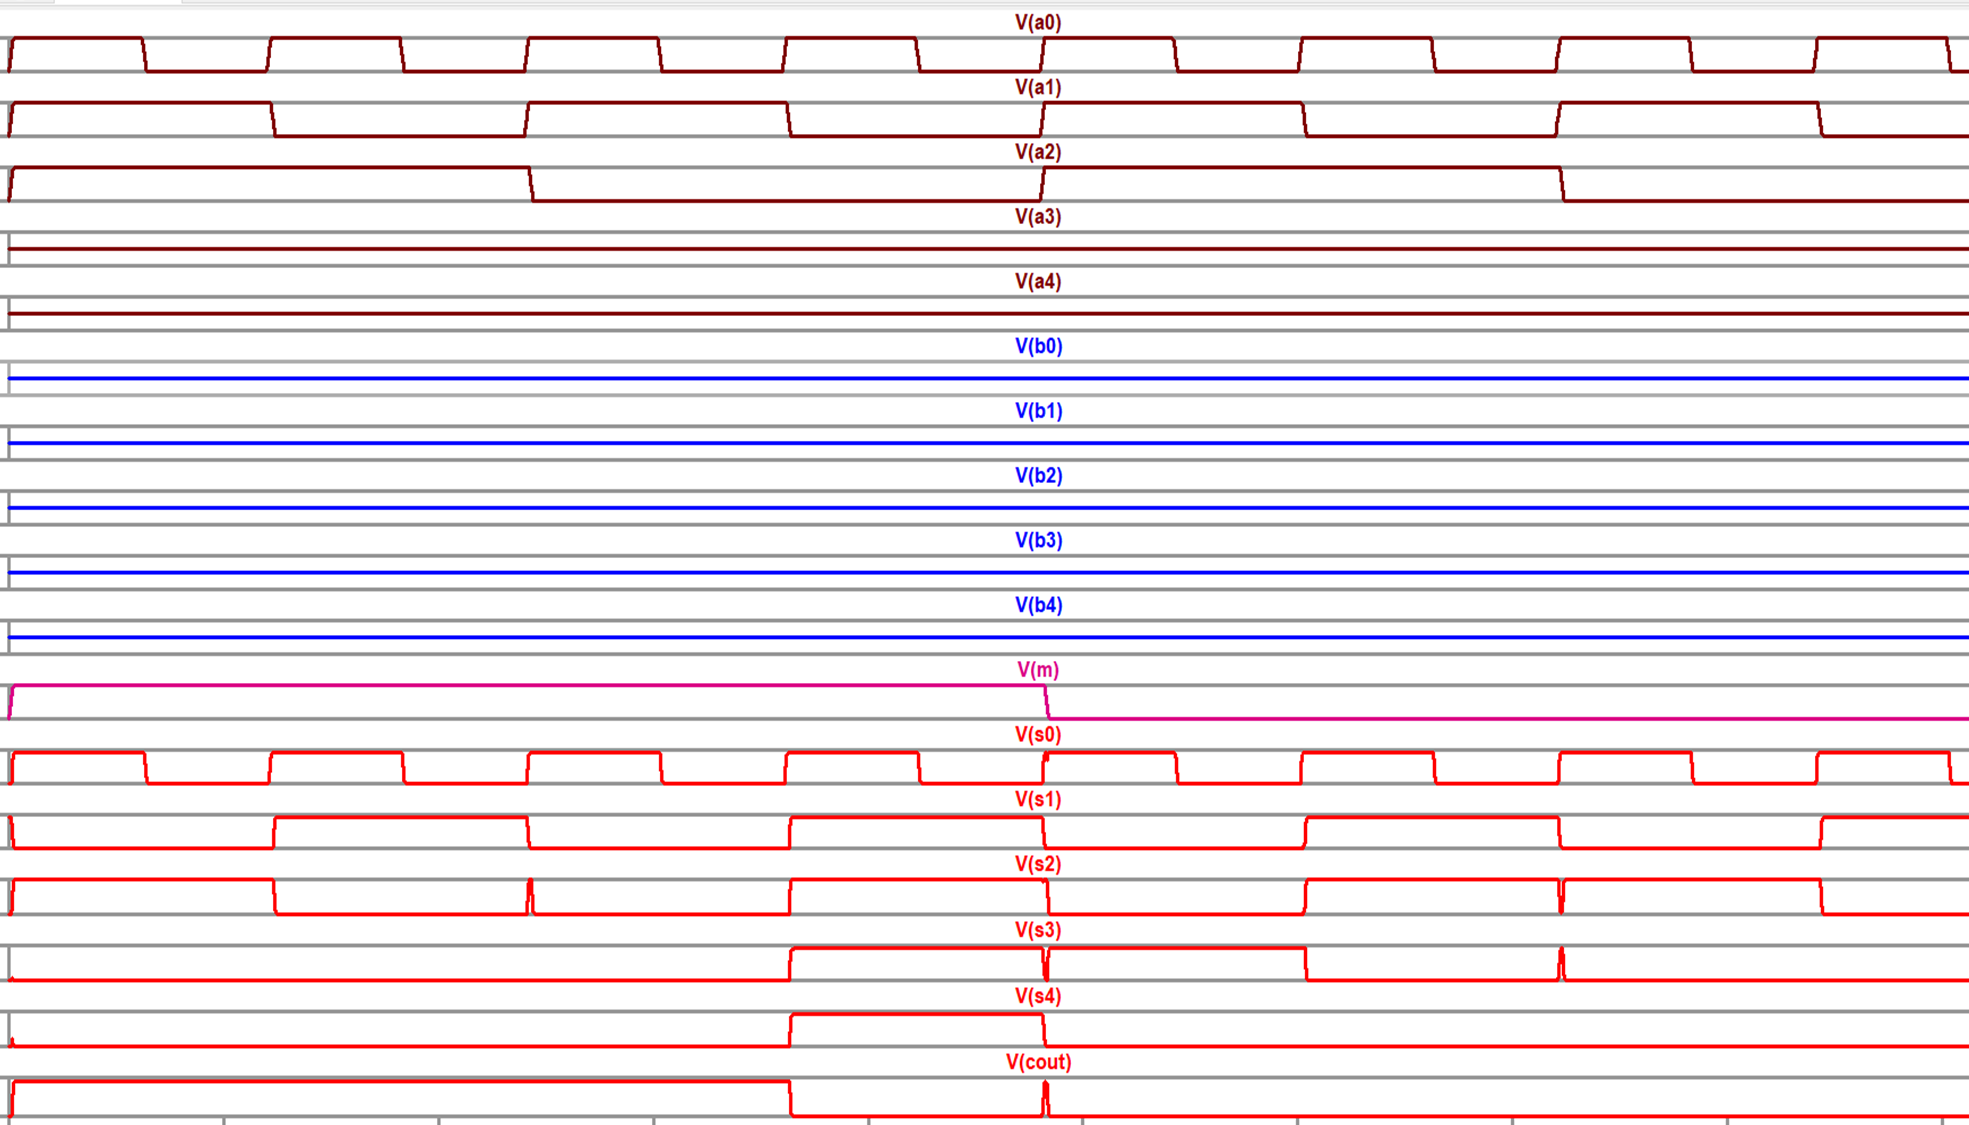 V(a0)
V(a1)
V(a2)
V(a3)
V(a4)
V(b0)
V(b1)
V(b2)
V(b3)
V(b4)
V(m)
V(s0)
V(s1)
V(s2)
V(s3)
V(s4)
V(cout)